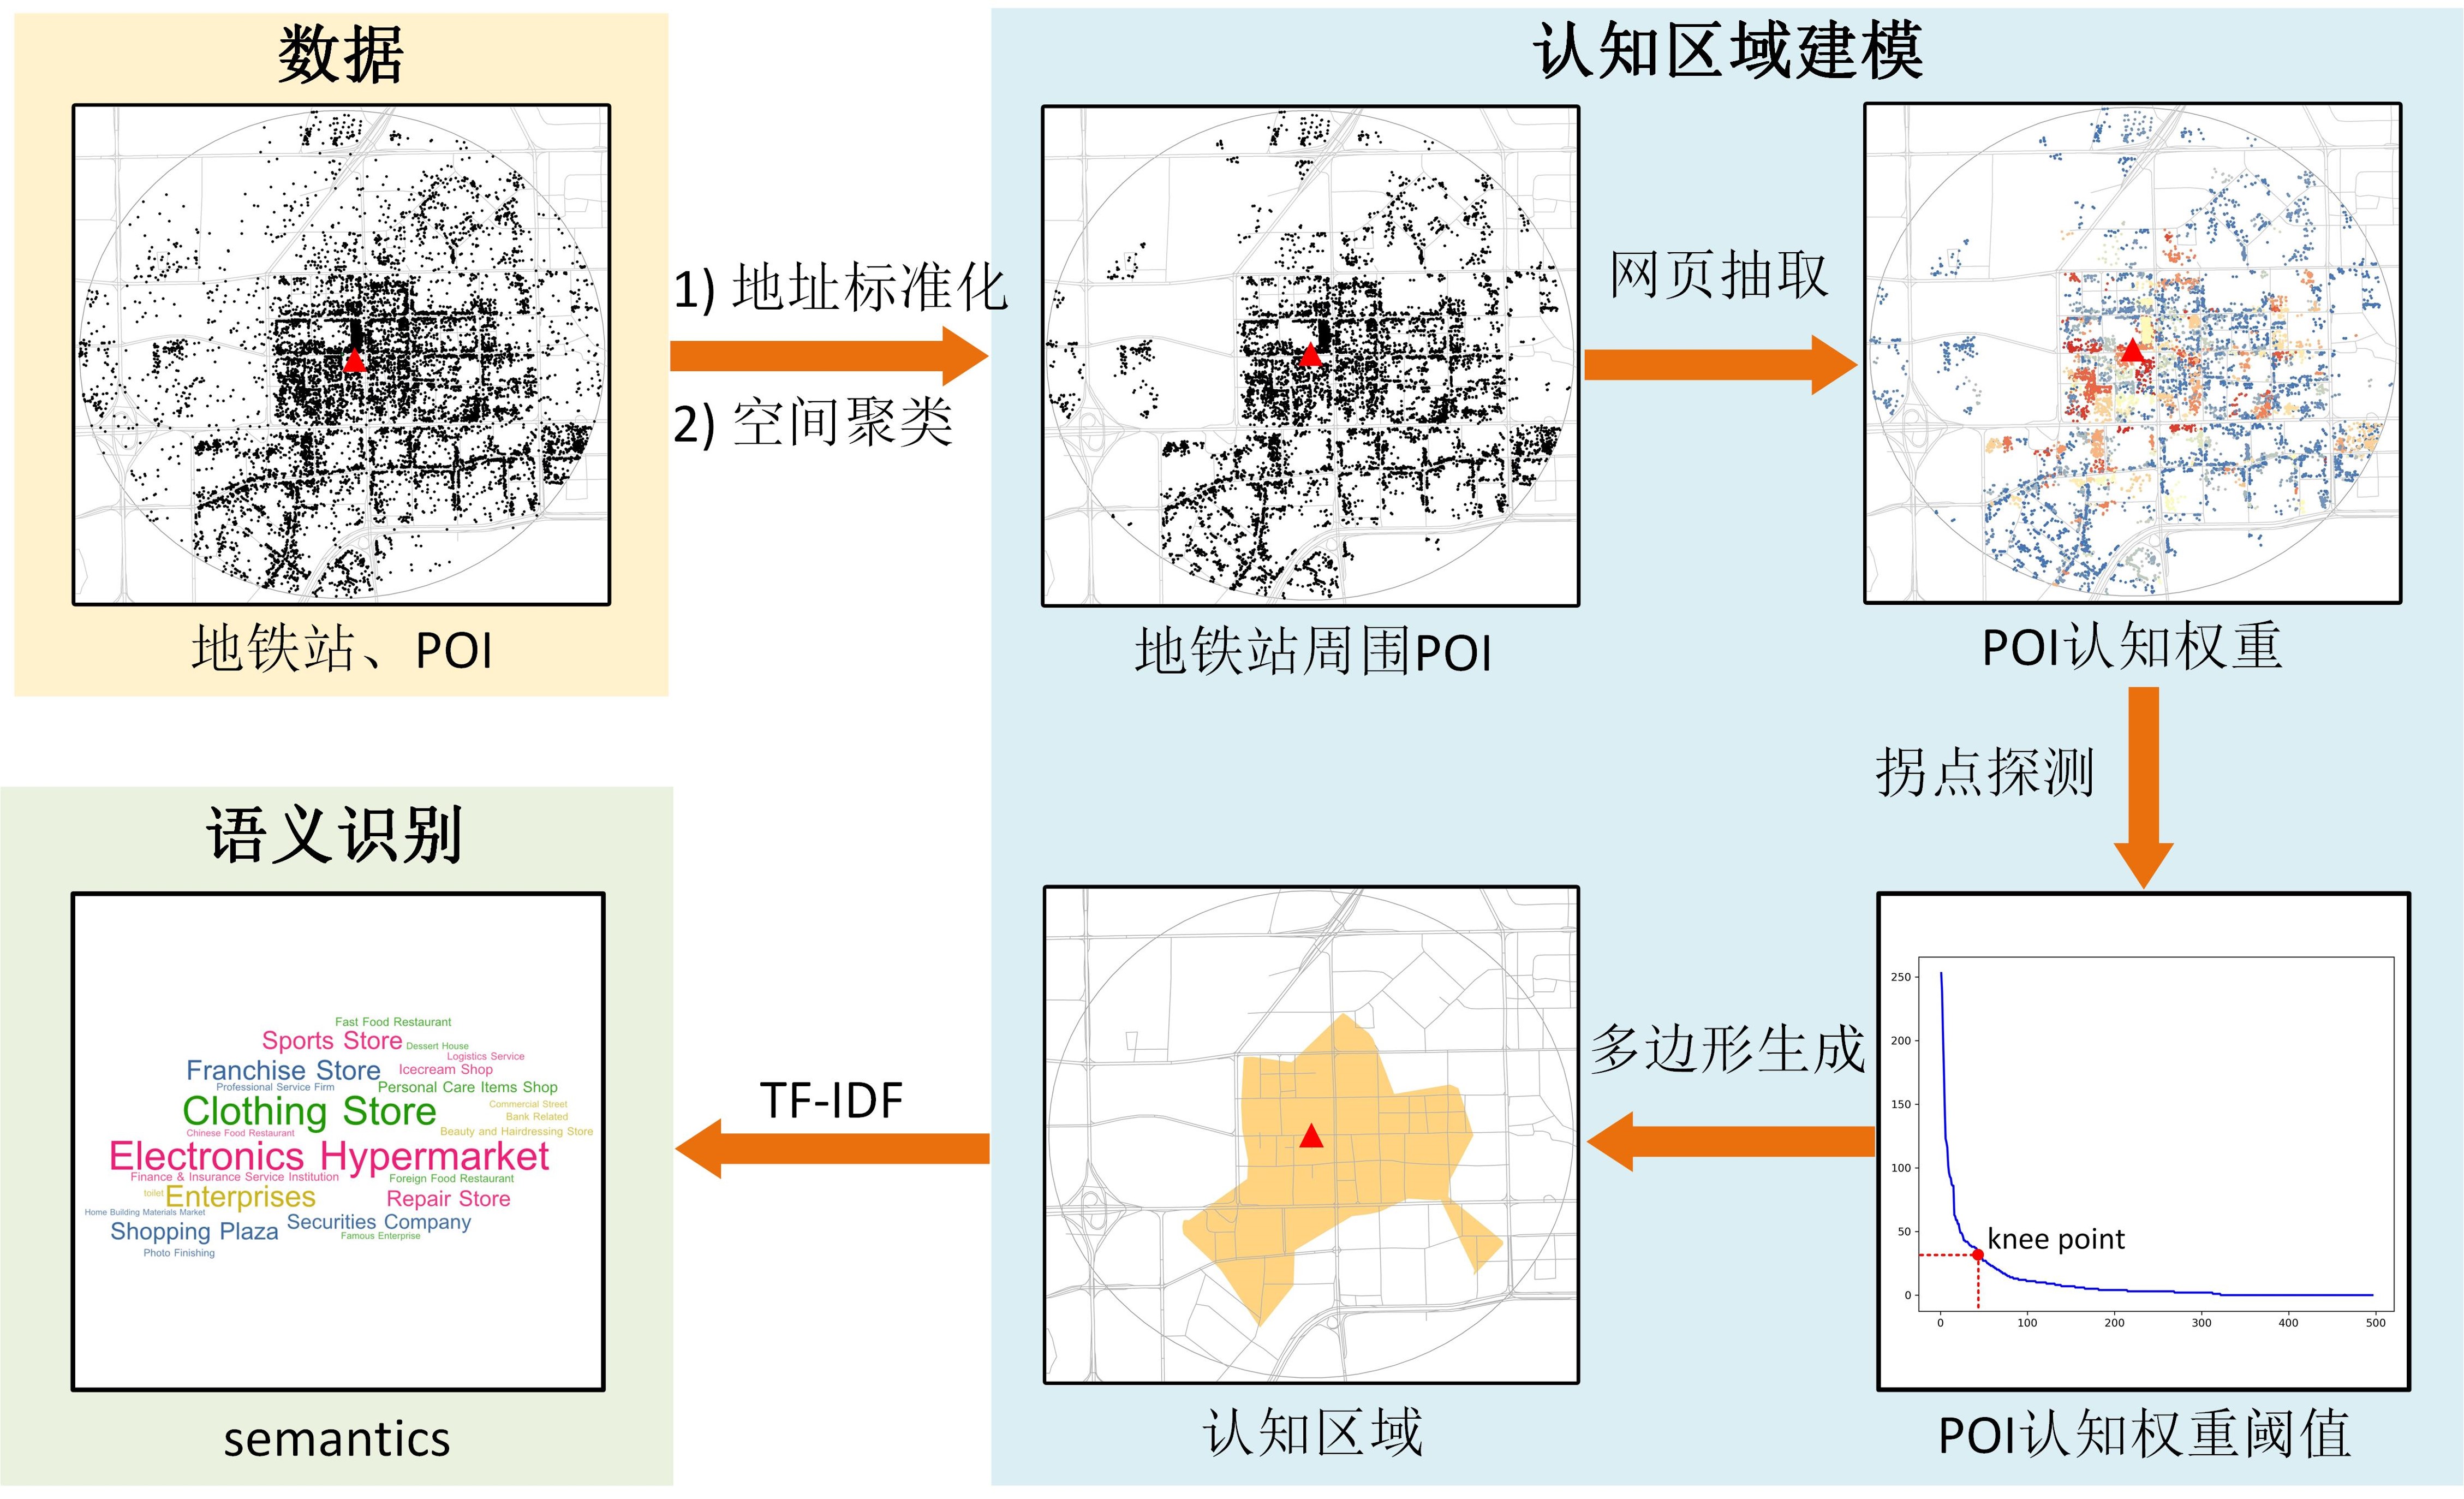 数据
地铁站、POI
1) 地址标准化
2) 空间聚类
认知区域建模
地铁站周围POI
网页抽取
POI认知权重
拐点探测
250
200
150
100
50
0
knee point
0 100 200 300 400 500
POI认知权重阈值
多边形生成
认知区域
TF-IDF
语义识别
Fast Food Restaurant
Sports Store Dessert House
Logistics Service
Franchise Store Icecream Shop
Professional Service Firm Personal Care Items Shop
Clothing Store Commercial Street
Bank Related
Chinese Food Restaurant Beauty and Hairdressing Store
Electronics Hypermarket
Finance & Insurance Service Institution Foreign Food Restaurant
toilet Enterprises Repair Store
Home Building Materials Market
Shopping Plaza Securities Company
Famous Enterprise
Photo Finishing
semantics